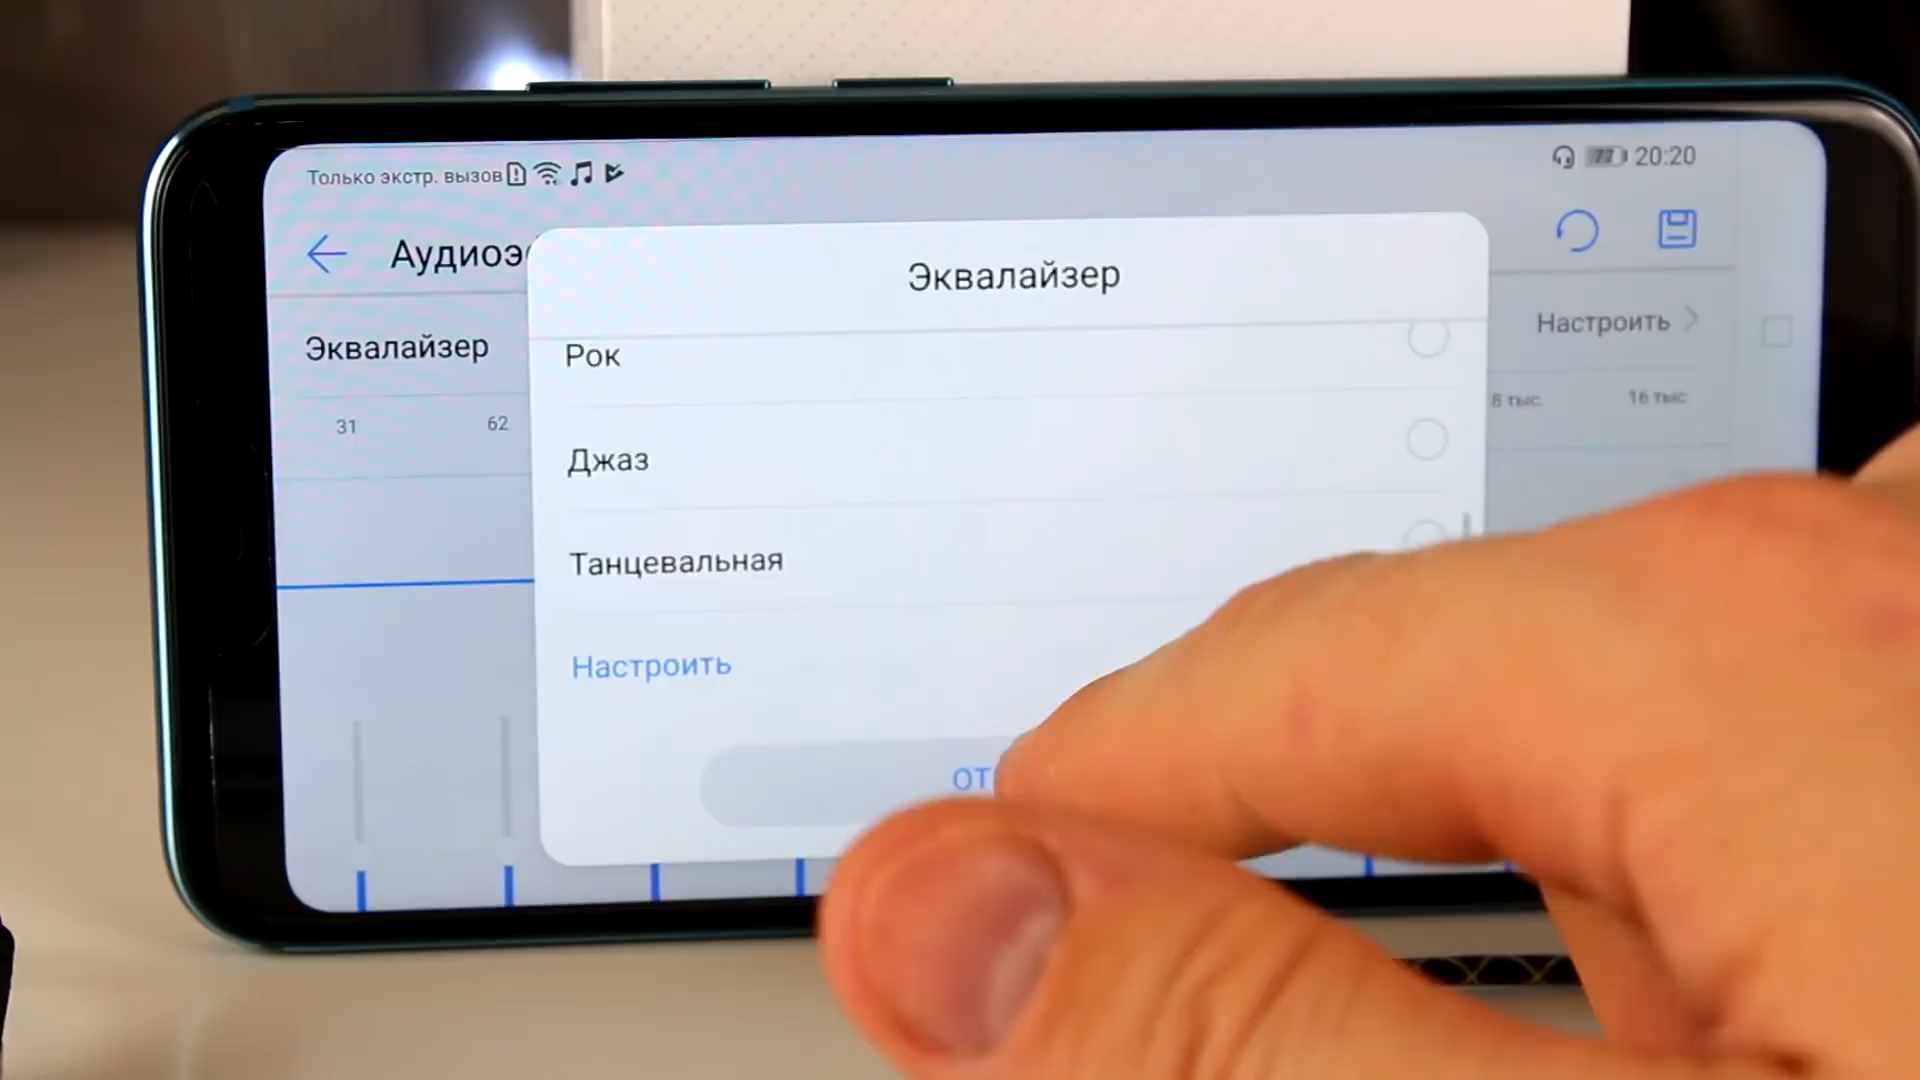 Только экстр. вызов
77 20:20
Аудиоэ
Эквалайзер
Эквалайзер
Настроить
31 62
8 тыс. 16 тыс.
Рок
Джаз
Танцевальная
Настроить
ОТ